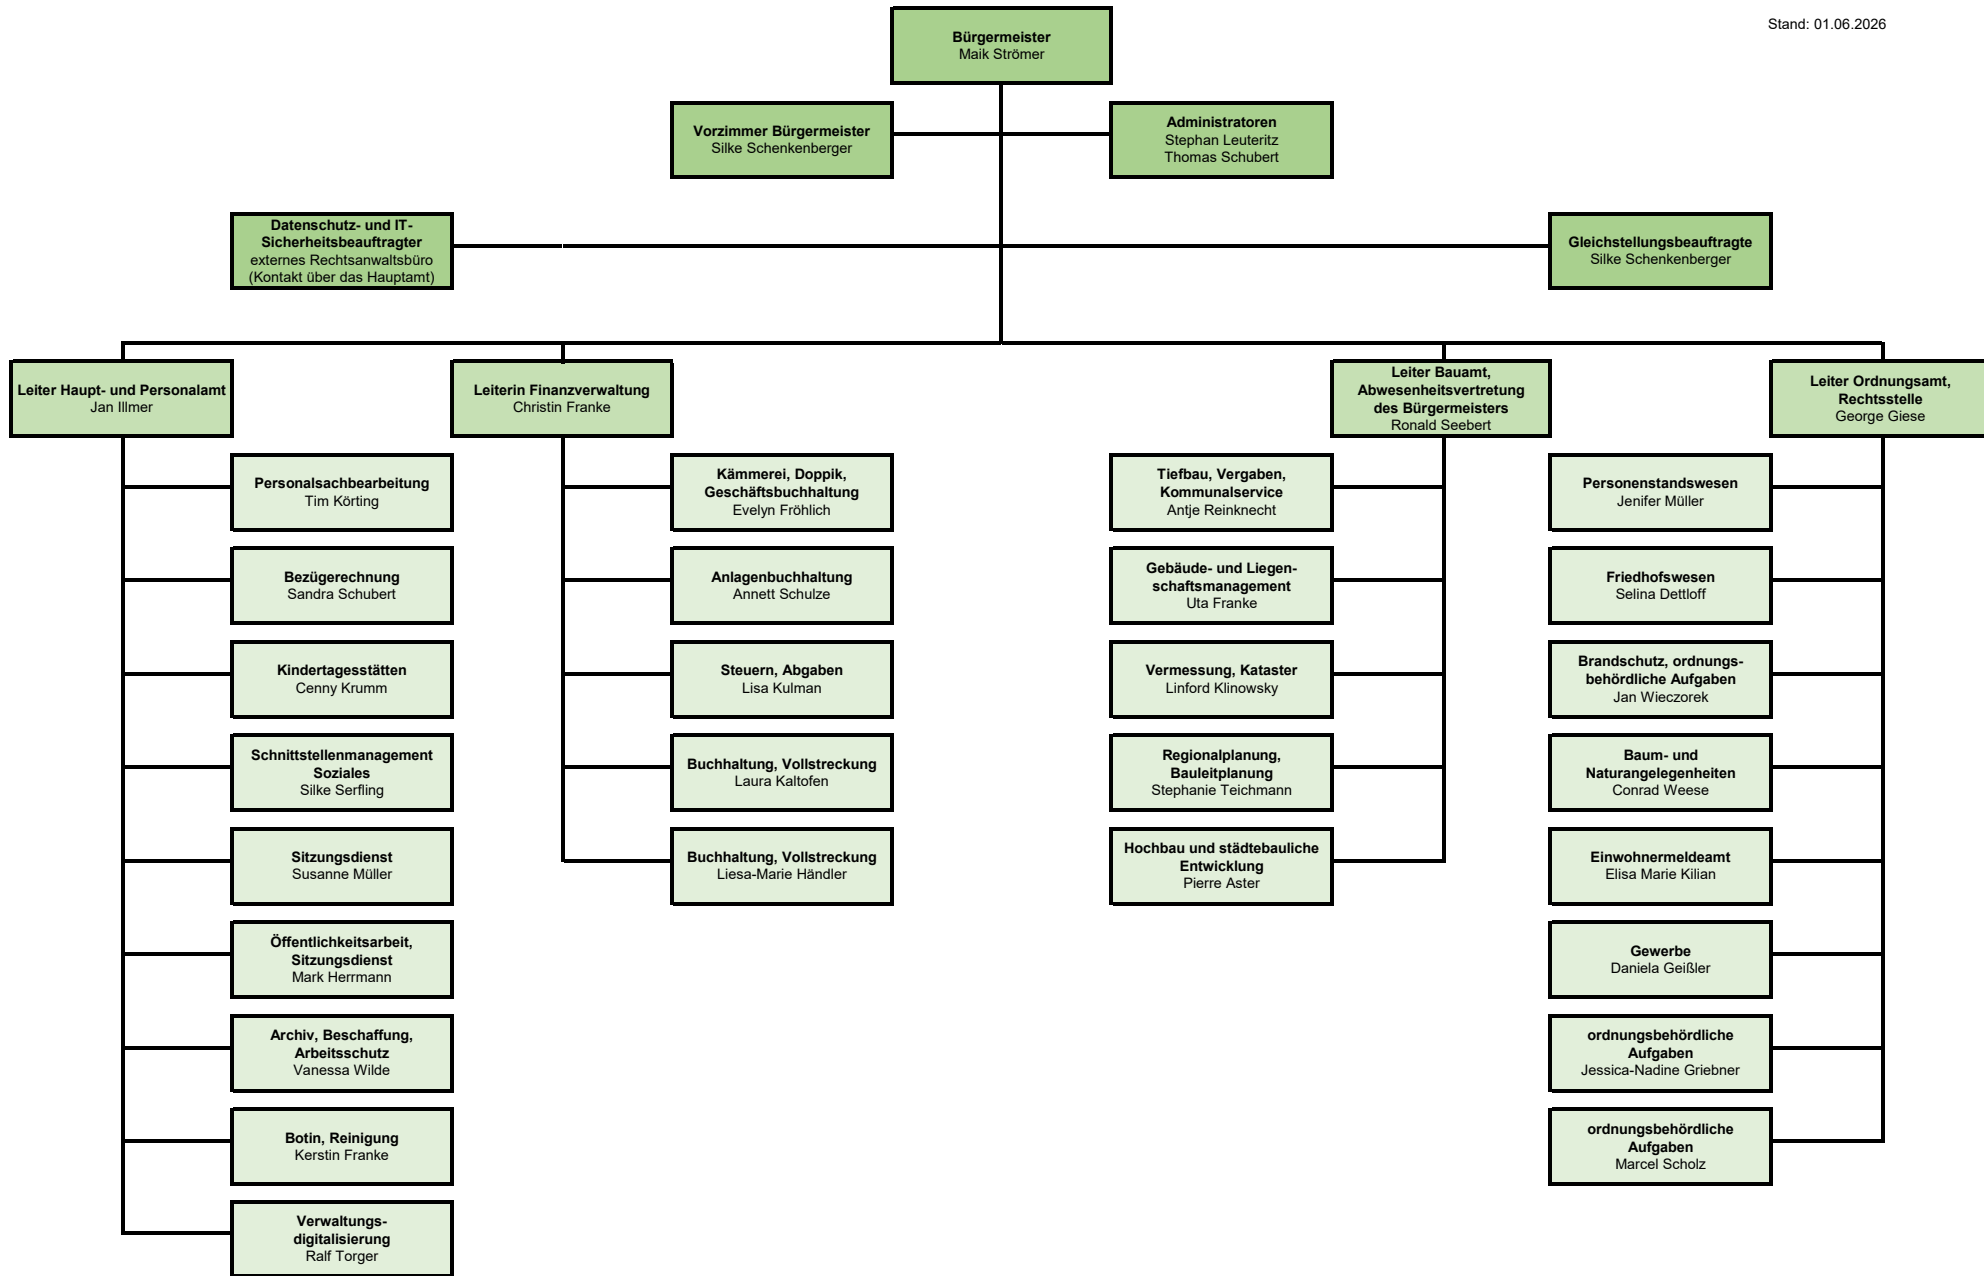 Stand: 01.06.2026
Bürgermeister
Maik Strömer
Vorzimmer Bürgermeister
Silke Schenkenberger
Administratoren
Stephan Leuteritz
Thomas Schubert
Datenschutz- und IT-
Sicherheitsbeauftragter
externes Rechtsanwaltsbüro
(Kontakt über das Hauptamt)
Gleichstellungsbeauftragte
Silke Schenkenberger
Leiter Haupt- und Personalamt
Jan Illmer
Leiterin Finanzverwaltung
Christin Franke
Leiter Bauamt,
Abwesenheitsvertretung
des Bürgermeisters
Ronald Seebert
Leiter Ordnungsamt,
Rechtsstelle
George Giese
Personalsachbearbeitung
Tim Körting
Bezügerechnung
Sandra Schubert
Kindertagesstätten
Cenny Krumm
Schnittstellenmanagement
Soziales
Silke Serfling
Sitzungsdienst
Susanne Müller
Öffentlichkeitsarbeit,
Sitzungsdienst
Mark Herrmann
Archiv, Beschaffung,
Arbeitsschutz
Vanessa Wilde
Botin, Reinigung
Kerstin Franke
Verwaltungs-
digitalisierung
Ralf Torger
Kämmerei, Doppik,
Geschäftsbuchhaltung
Evelyn Fröhlich
Anlagenbuchhaltung
Annett Schulze
Steuern, Abgaben
Lisa Kulman
Buchhaltung, Vollstreckung
Laura Kaltofen
Buchhaltung, Vollstreckung
Liesa-Marie Händler
Tiefbau, Vergaben,
Kommunalservice
Antje Reinknecht
Gebäude- und Liegen-
schaftsmanagement
Uta Franke
Vermessung, Kataster
Linford Klinowsky
Regionalplanung,
Bauleitplanung
Stephanie Teichmann
Hochbau und städtebauliche
Entwicklung
Pierre Aster
Personenstandswesen
Jenifer Müller
Friedhofswesen
Selina Dettloff
Brandschutz, ordnungs-
behördliche Aufgaben
Jan Wieczorek
Baum- und
Naturangelegenheiten
Conrad Weese
Einwohnermeldeamt
Elisa Marie Kilian
Gewerbe
Daniela Geißler
ordnungsbehördliche
Aufgaben
Jessica-Nadine Griebner
ordnungsbehördliche
Aufgaben
Marcel Scholz